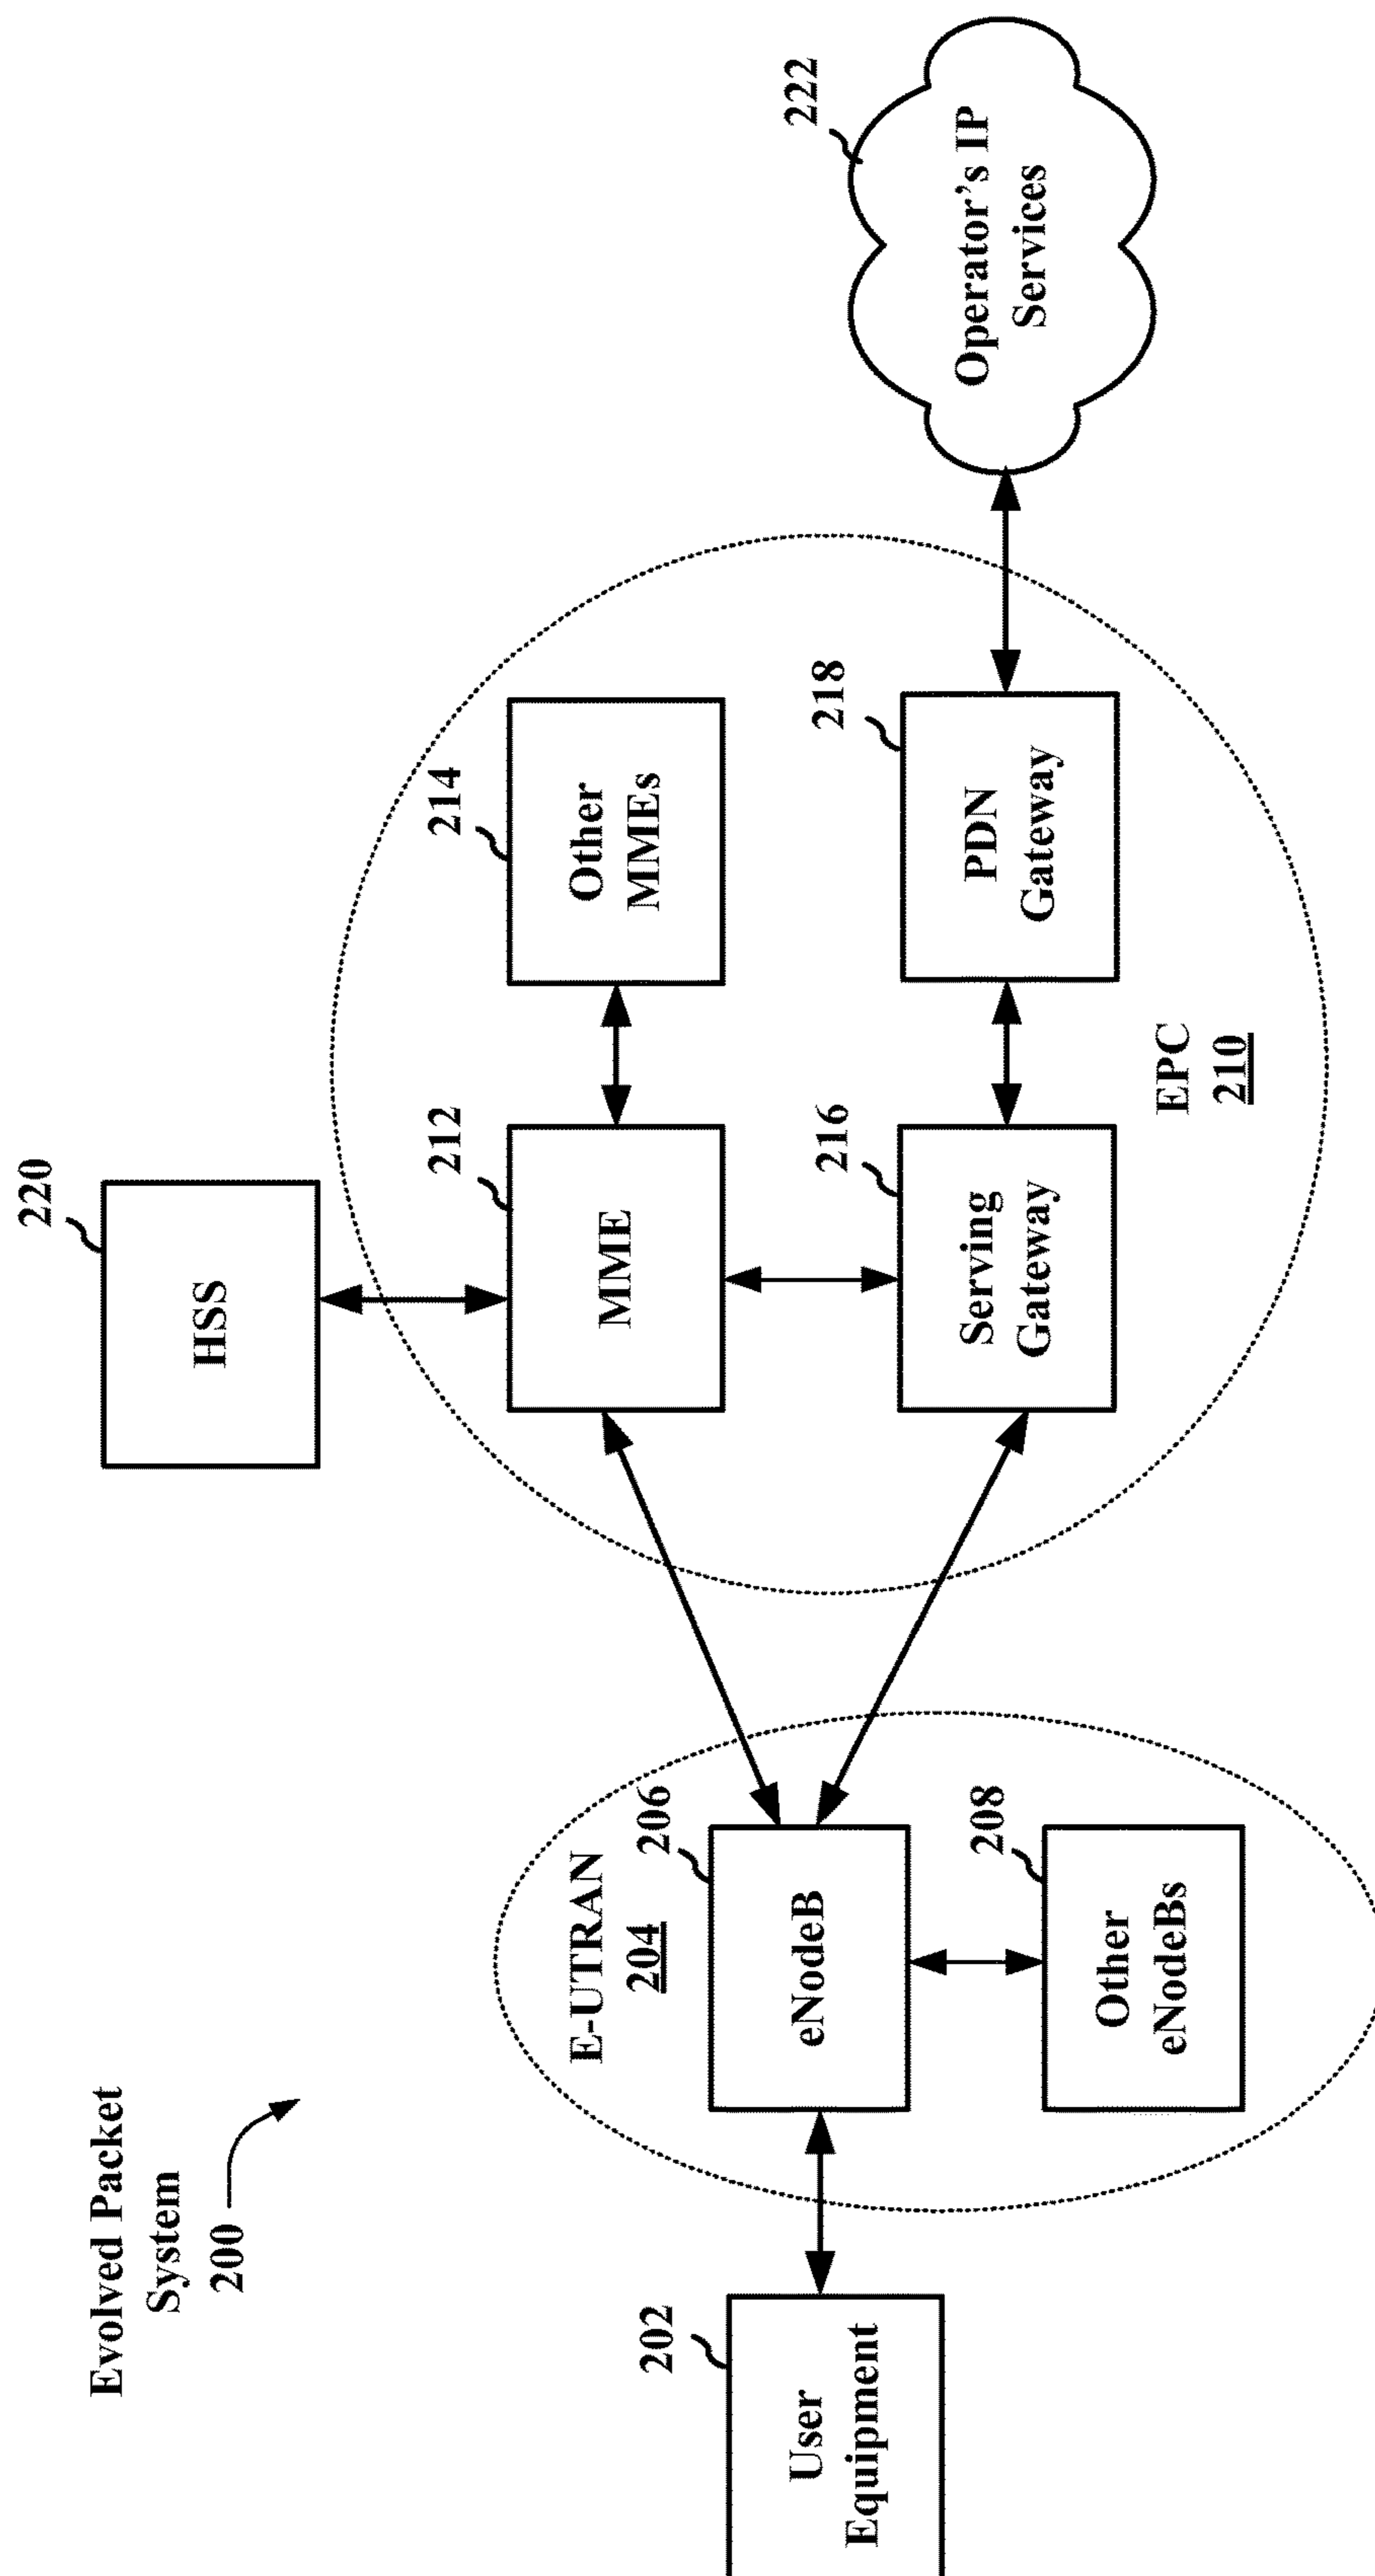 Evolved Packet
System
200
202
User
Equipment
E-UTRAN
204
206
eNodeB
208
Other
eNodeBs
220
HSS
212
MME
214
Other
MMEs
216
Serving
Gateway
218
PDN
Gateway
EPC
210
222
Operator's IP
Services